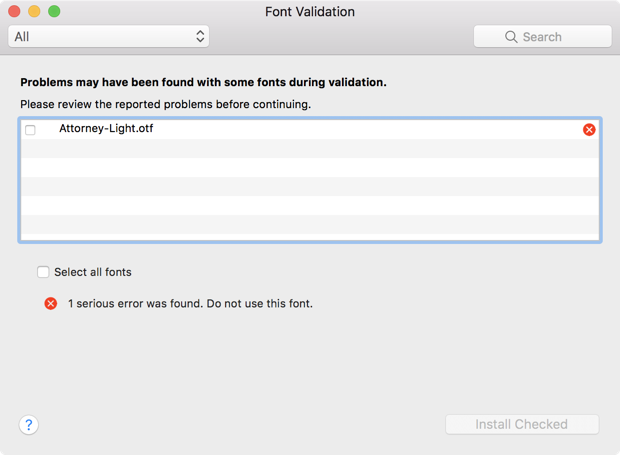 Font Validation
All
Search
Problems may have been found with some fonts during validation.
Please review the reported problems before continuing.
Attorney-Light.otf
Select all fonts
1 serious error was found. Do not use this font.
?
Install Checked